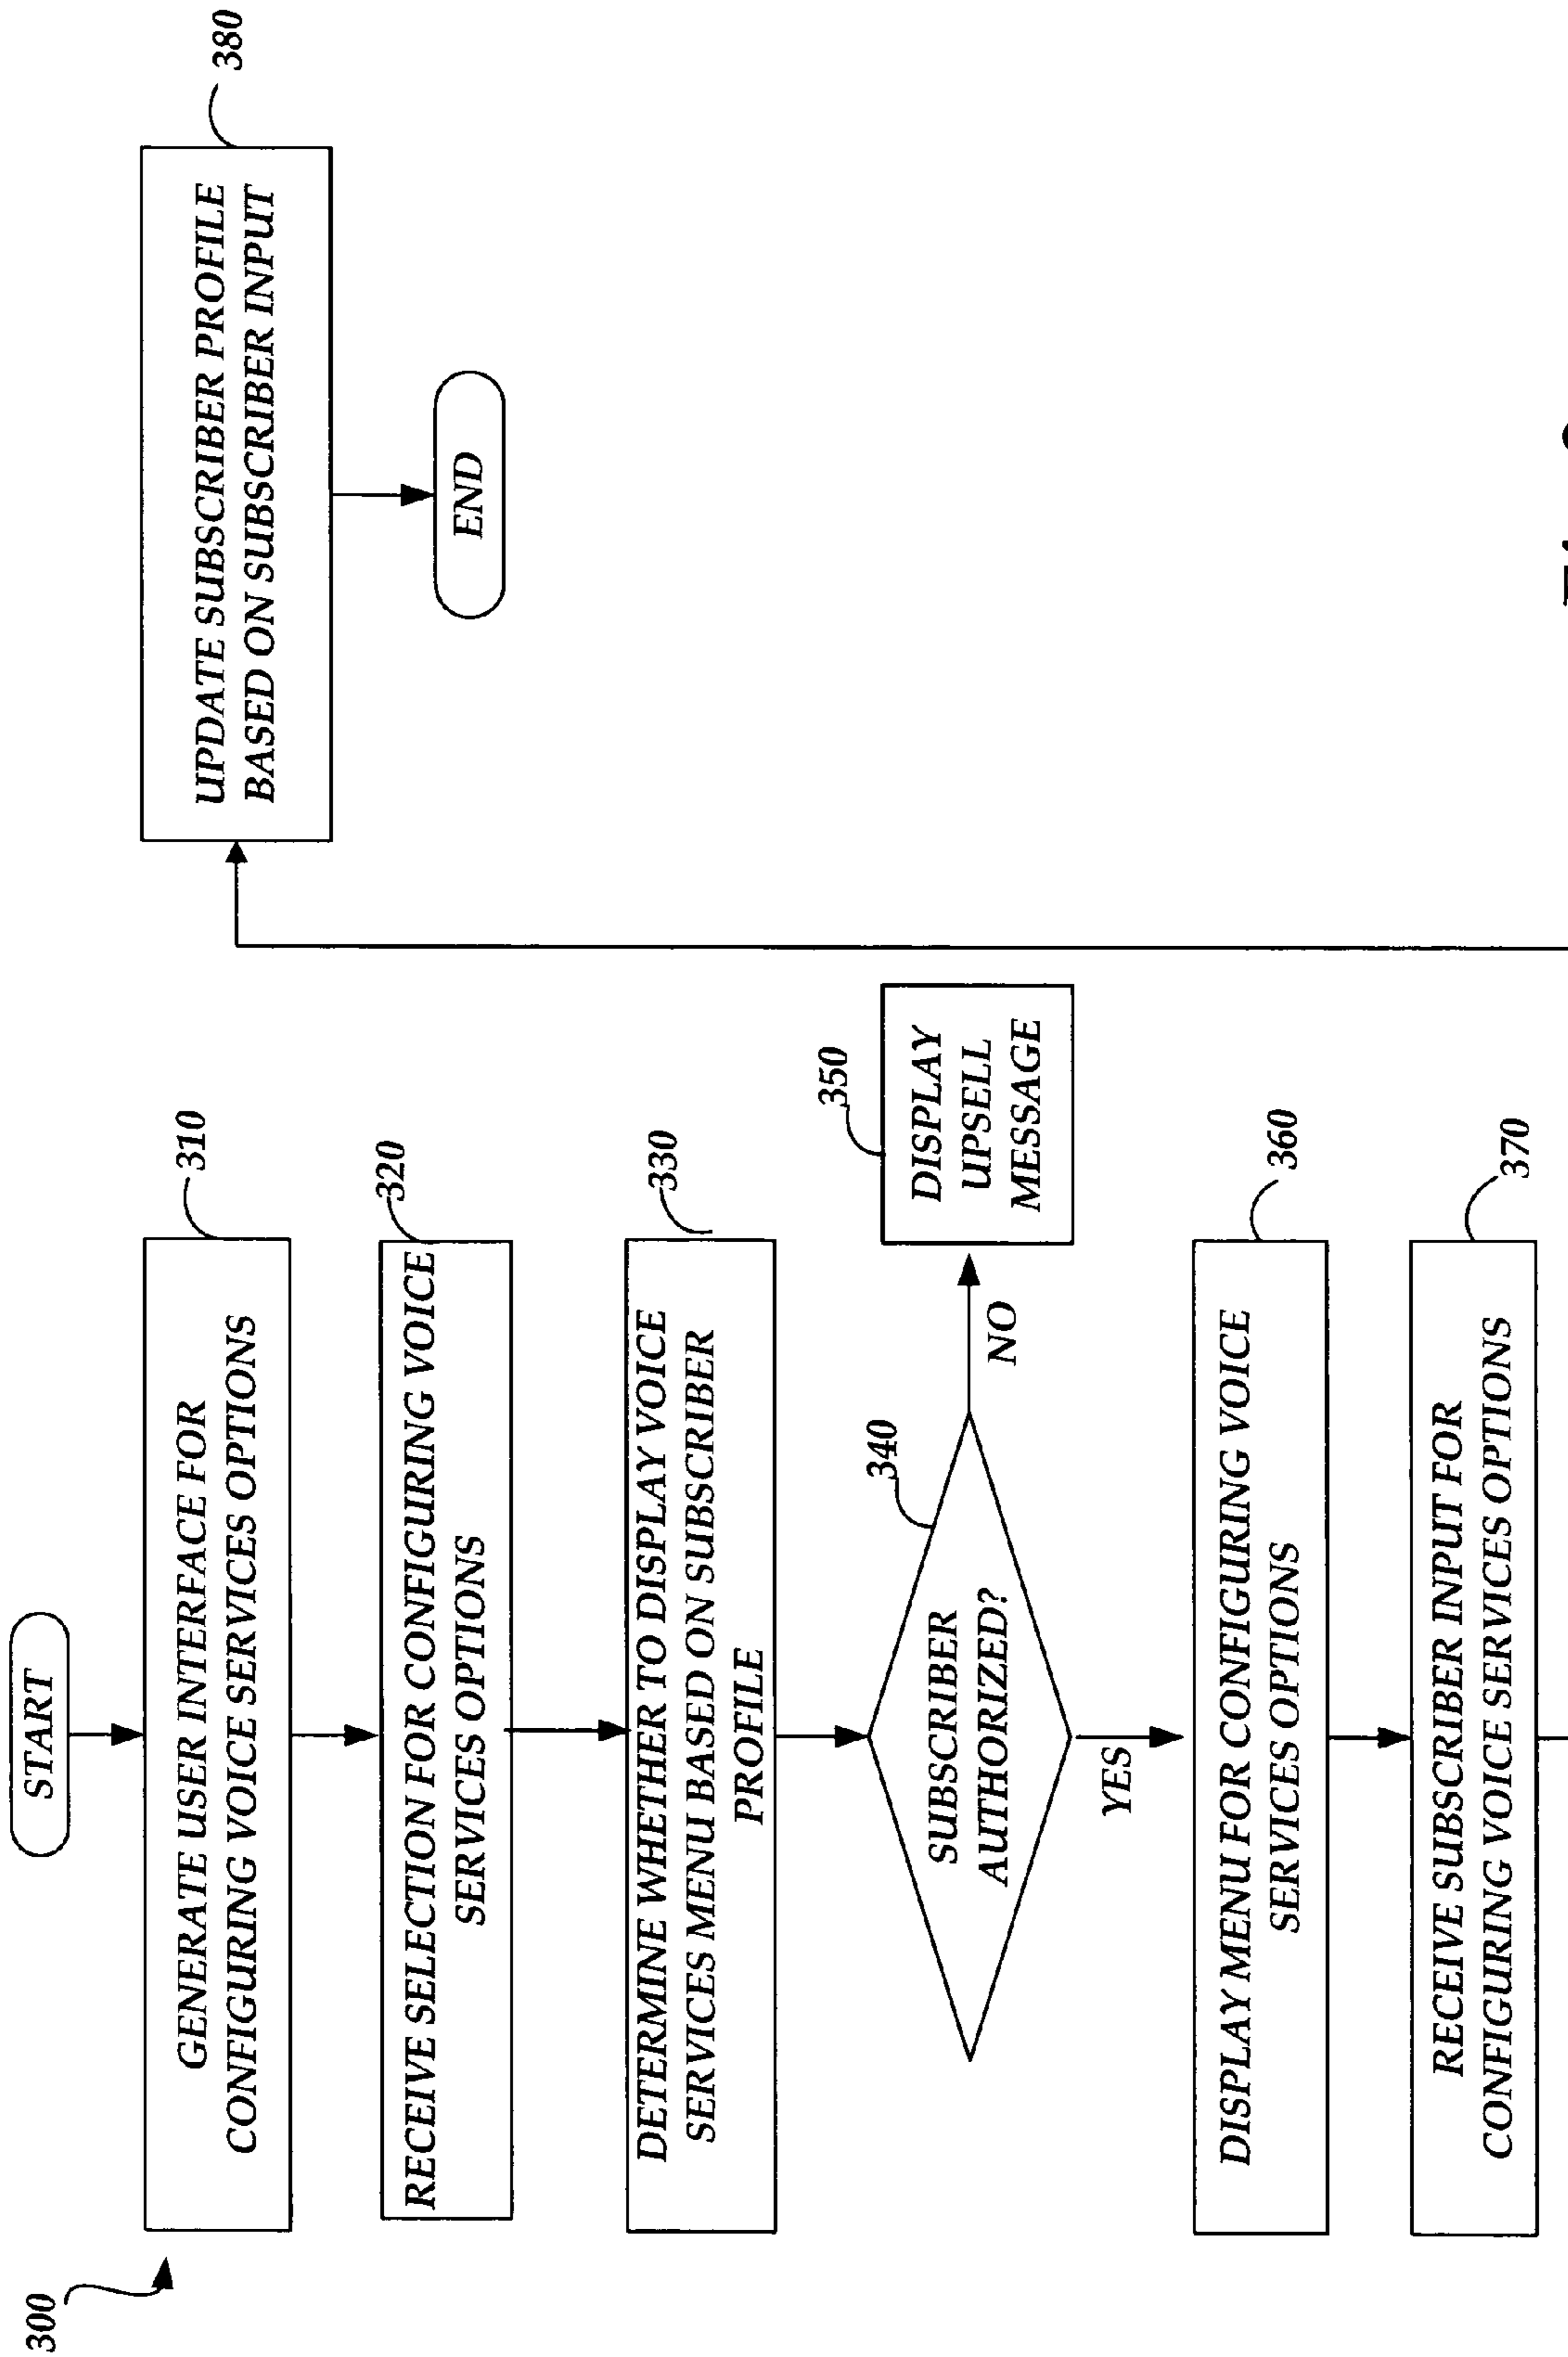 300
START
310
GENERATE USER INTERFACE FOR
CONFIGURING VOICE SERVICES OPTIONS
320
RECEIVE SELECTION FOR CONFIGURING VOICE
SERVICES OPTIONS
330
DETERMINE WHETHER TO DISPLAY VOICE
SERVICES MENU BASED ON SUBSCRIBER
PROFILE
340
SUBSCRIBER
AUTHORIZED?
NO
350
DISPLAY
UPSELL
MESSAGE
YES
360
DISPLAY MENU FOR CONFIGURING VOICE
SERVICES OPTIONS
370
RECEIVE SUBSCRIBER INPUT FOR
CONFIGURING VOICE SERVICES OPTIONS
380
UPDATE SUBSCRIBER PROFILE
BASED ON SUBSCRIBER INPUT
END